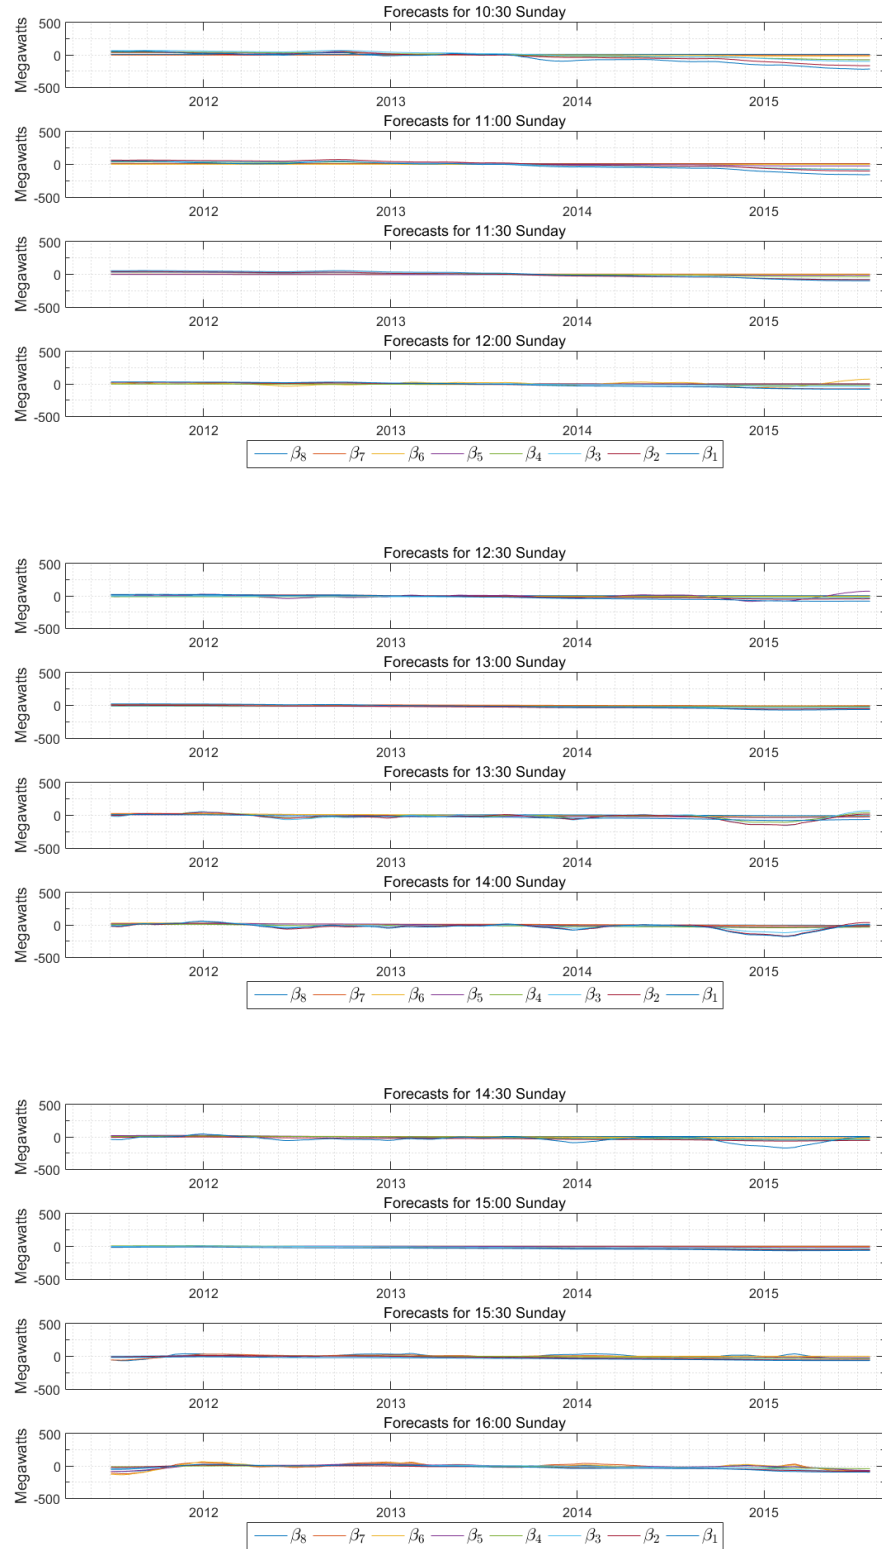 Forecasts for 10:30 Sunday
500
0
-500
Megawatts
2012 2013 2014 2015
Forecasts for 11:00 Sunday
500
0
-500
Megawatts
2012 2013 2014 2015
Forecasts for 11:30 Sunday
500
0
-500
Megawatts
2012 2013 2014 2015
Forecasts for 12:00 Sunday
500
0
-500
Megawatts
2012 2013 2014 2015
β8 β7 β6 β5 β4 β3 β2 β1
Forecasts for 12:30 Sunday
500
0
-500
Megawatts
2012 2013 2014 2015
Forecasts for 13:00 Sunday
500
0
-500
Megawatts
2012 2013 2014 2015
Forecasts for 13:30 Sunday
500
0
-500
Megawatts
2012 2013 2014 2015
Forecasts for 14:00 Sunday
500
0
-500
Megawatts
2012 2013 2014 2015
β8 β7 β6 β5 β4 β3 β2 β1
Forecasts for 14:30 Sunday
500
0
-500
Megawatts
2012 2013 2014 2015
Forecasts for 15:00 Sunday
500
0
-500
Megawatts
2012 2013 2014 2015
Forecasts for 15:30 Sunday
500
0
-500
Megawatts
2012 2013 2014 2015
Forecasts for 16:00 Sunday
500
0
-500
Megawatts
2012 2013 2014 2015
β8 β7 β6 β5 β4 β3 β2 β1